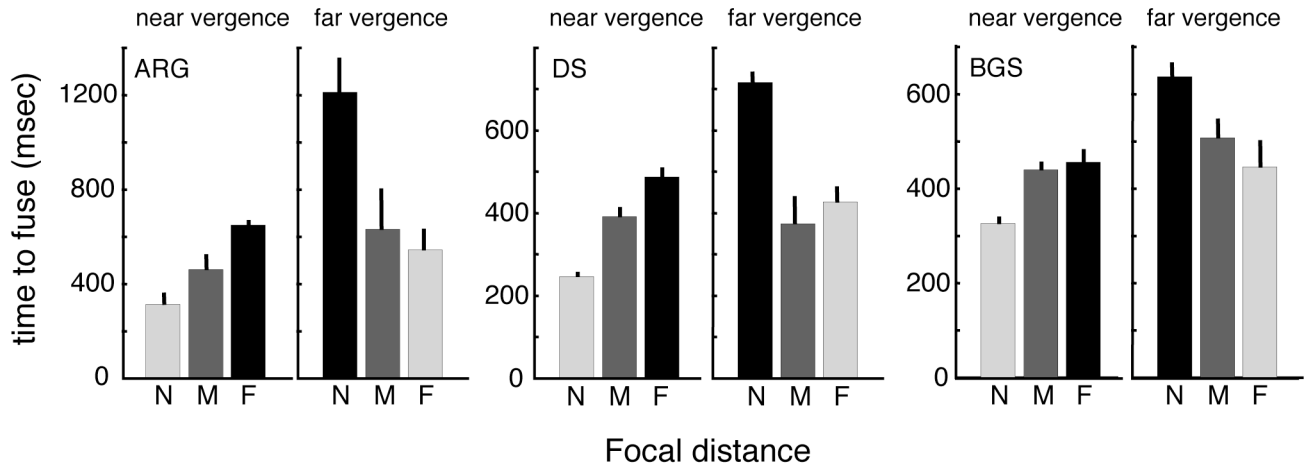 near vergence far vergence near vergence far vergence near vergence far vergence
ARG DS BGS
time to fuse (msec)
1200
800
400
0
600
400
200
0
600
400
200
0
N M F N M F N M F N M F N M F N M F
Focal distance